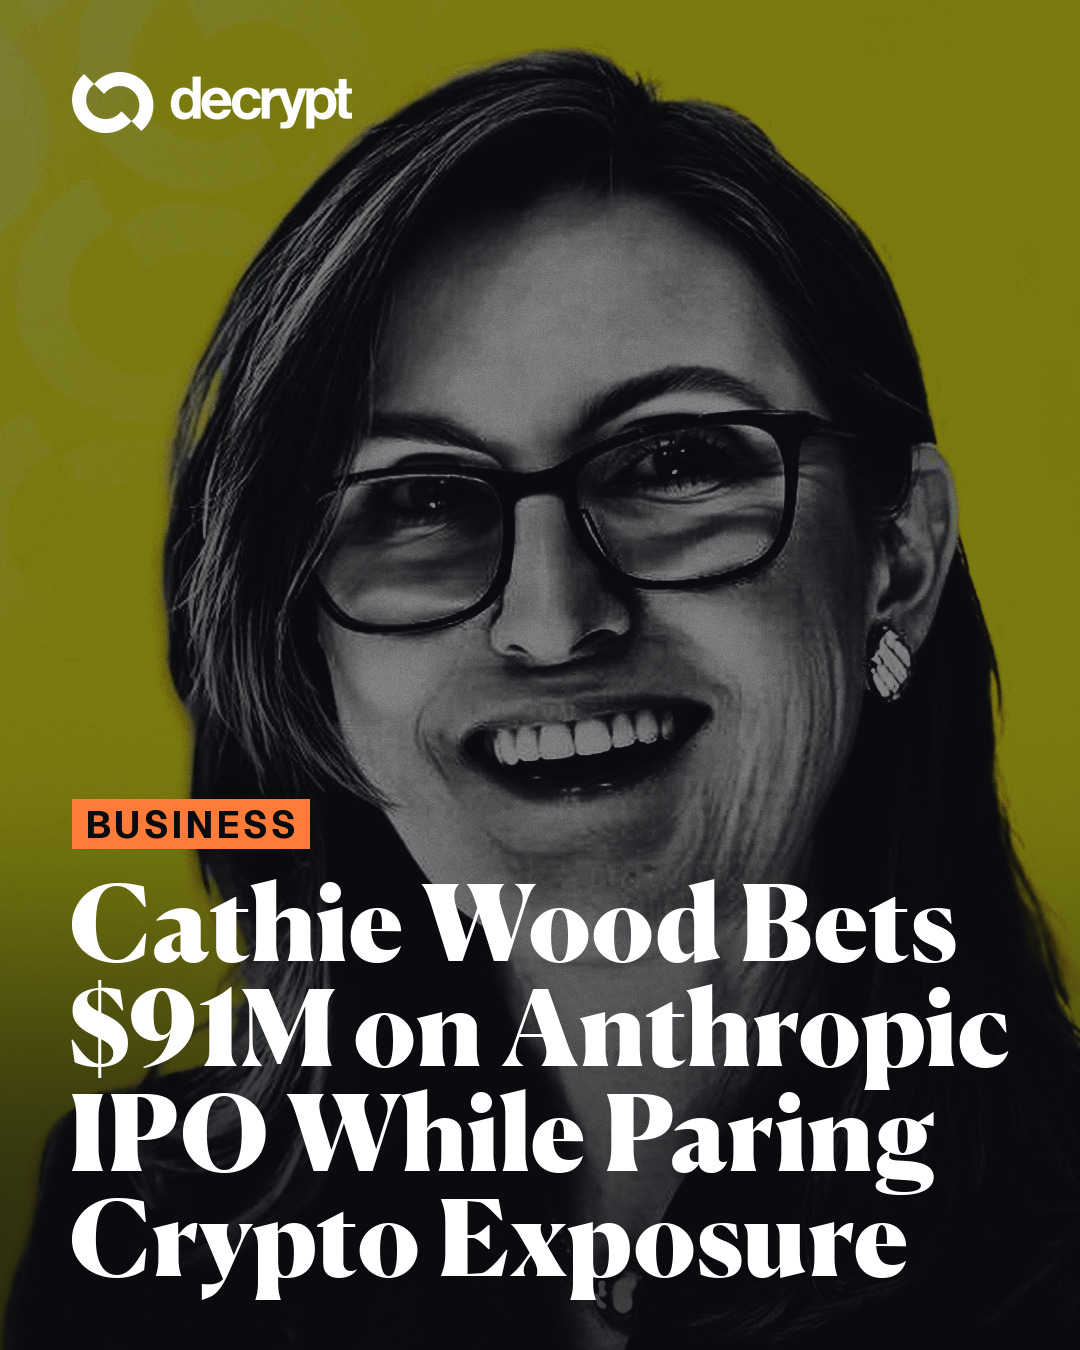 decrypt
BUSINESS
Cathie Wood Bets
$91M on Anthropic
IPO While Paring
Crypto Exposure